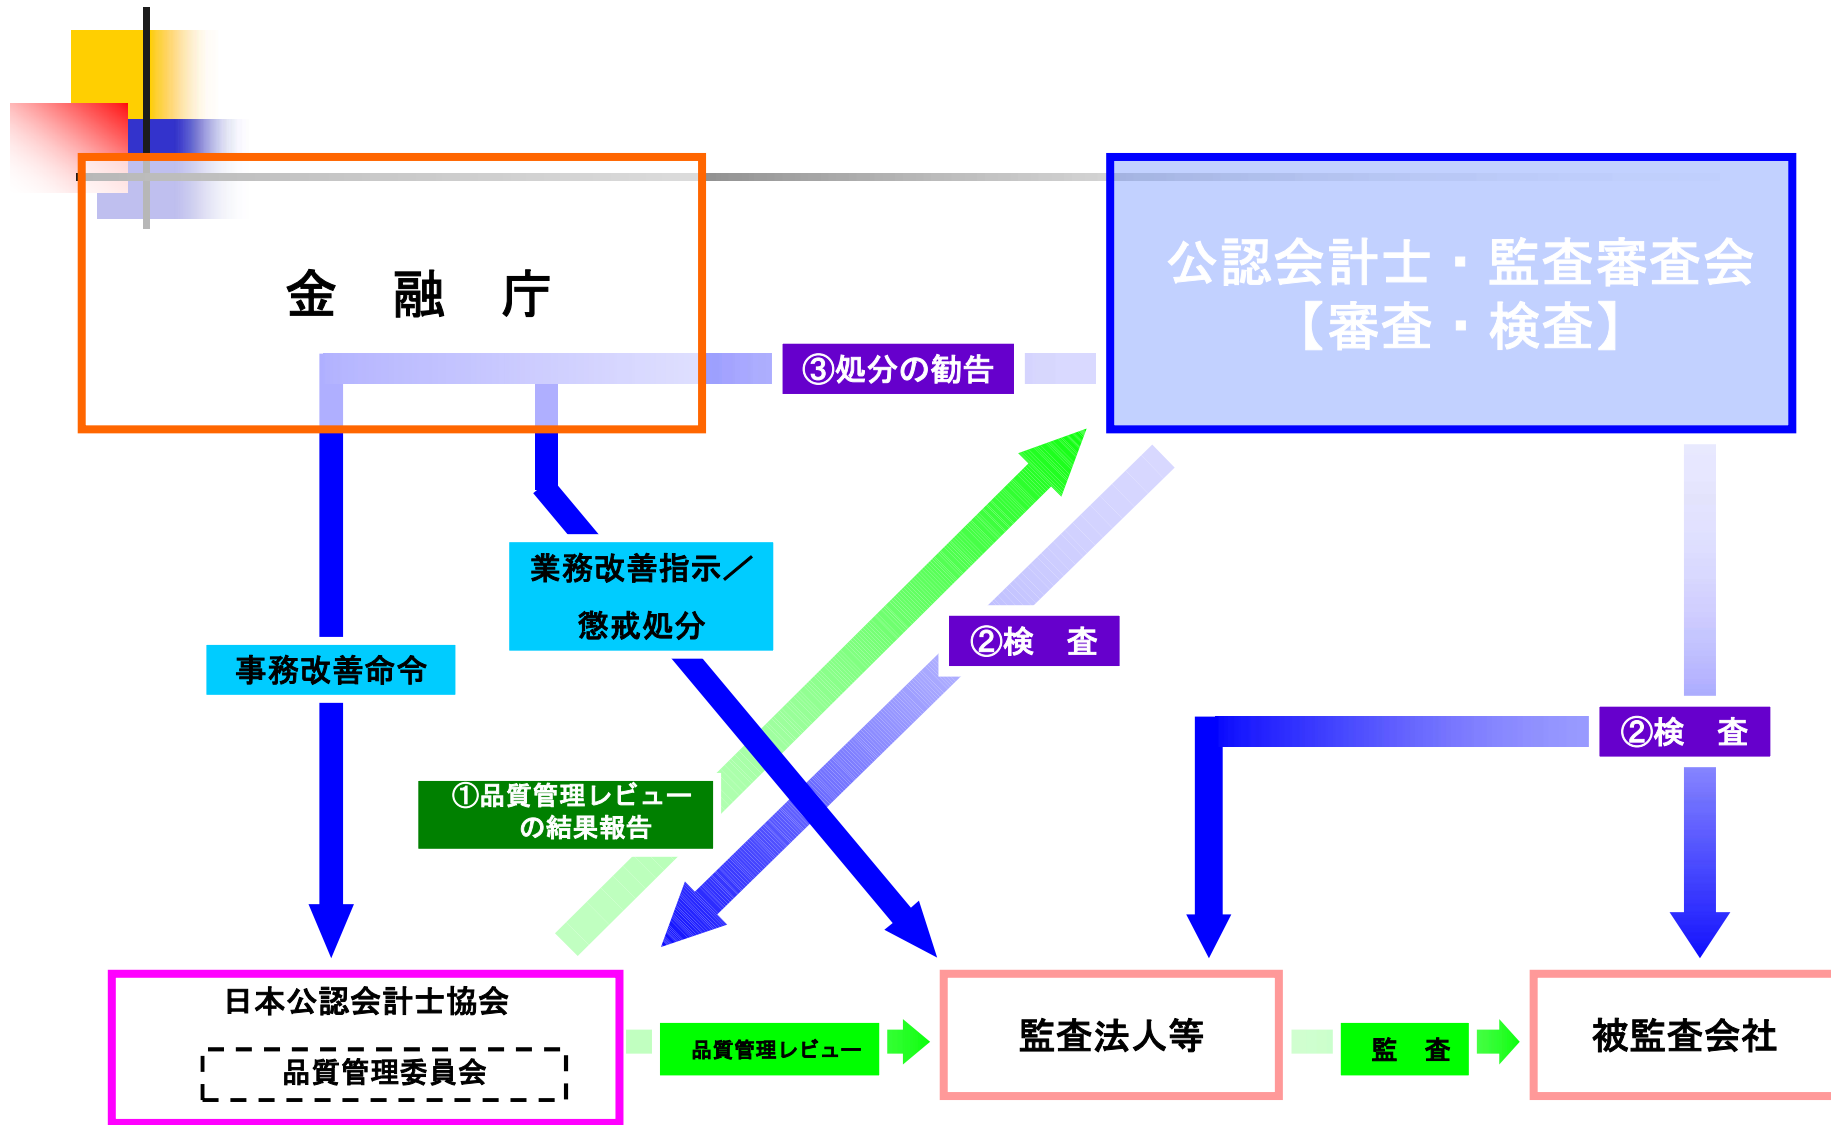 金　融　庁
公認会計士・監査審査会
【審査・検査】
③処分の勧告
業務改善指示／
懲戒処分
②検　査
事務改善命令
②検　査
①品質管理レビュー
の結果報告
日本公認会計士協会
品質管理委員会
品質管理レビュー
監査法人等
監　査
被監査会社